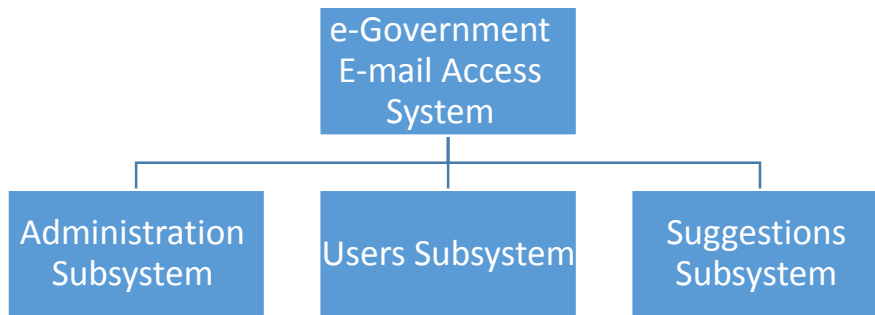 e-Government
E-mail Access
System
Administration
Subsystem
Users Subsystem
Suggestions
Subsystem